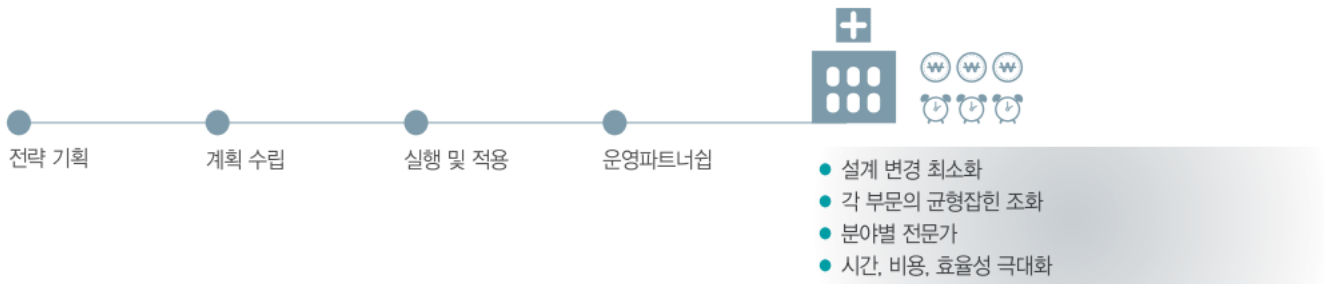 전략 기획
계획 수립
실행 및 적용
운영파트너쉽
설계 변경 최소화
각 부문의 균형잡힌 조화
분야별 전문가
시간, 비용, 효율성 극대화